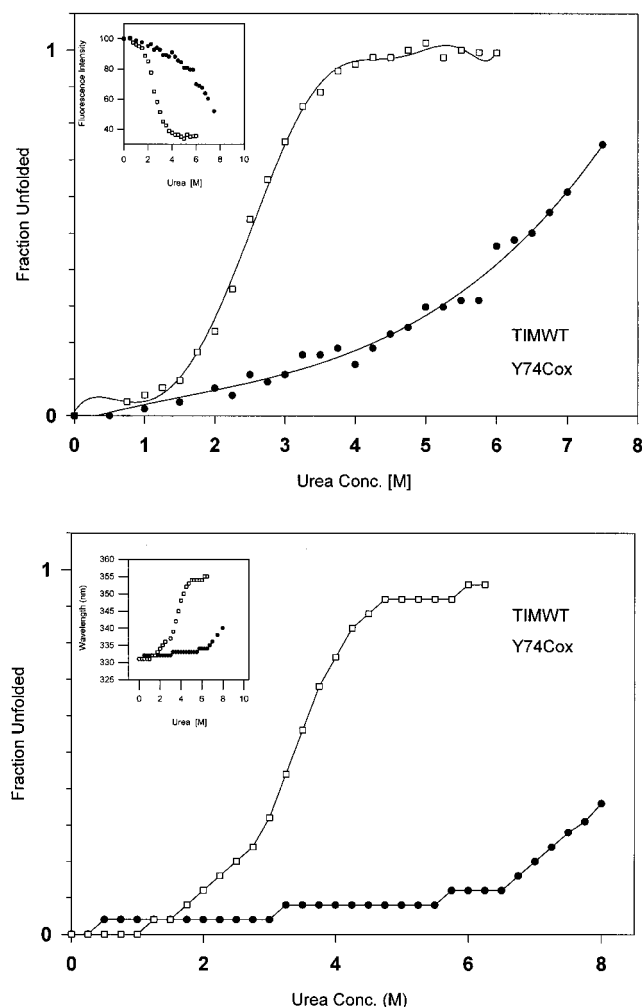 1
Fraction Unfolded
0
100
80
60
40
Fluorescence Intensity
0 2 4 6 8 10
Urea [M]
TIMWT
Y74Cox
0 1 2 3 4 5 6 7 8
Urea Conc. [M]
1
Fraction Unfolded
0
360
355
350
345
340
335
330
325
Wavelength (nm)
0 2 4 6 8 10
Urea [M]
TIMWT
Y74Cox
0 2 4 6 8
Urea Conc. (M)